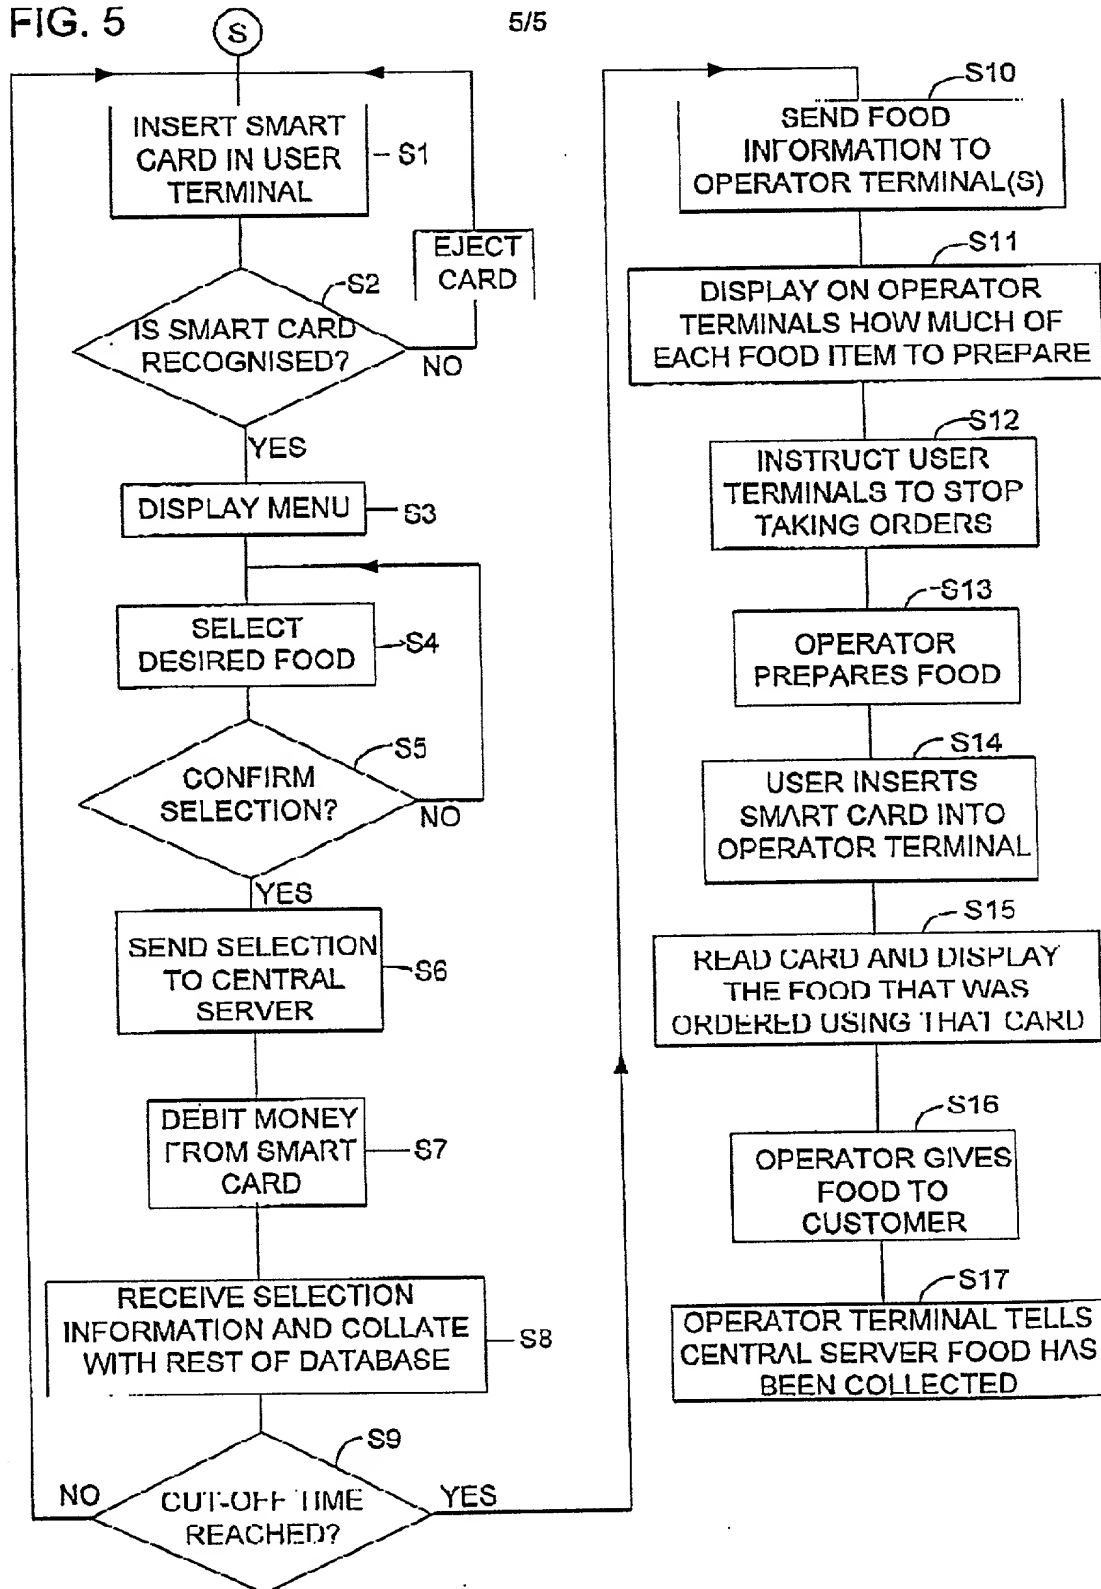 FIG. 5
5/5
S
INSERT SMART
CARD IN USER
TERMINAL
S1
EJECT
CARD
S2
IS SMART CARD
RECOGNISED?
NO
YES
DISPLAY MENU
S3
SELECT
DESIRED FOOD
S4
S5
CONFIRM
SELECTION?
NO
YES
SEND SELECTION
TO CENTRAL
SERVER
S6
DEBIT MONEY
FROM SMART
CARD
S7
RECEIVE SELECTION
INFORMATION AND COLLATE
WITH REST OF DATABASE
S8
S9
NO
CUT-OFF TIME
REACHED?
YES
S10
SEND FOOD
INFORMATION TO
OPERATOR TERMINAL(S)
S11
DISPLAY ON OPERATOR
TERMINALS HOW MUCH OF
EACH FOOD ITEM TO PREPARE
S12
INSTRUCT USER
TERMINALS TO STOP
TAKING ORDERS
S13
OPERATOR
PREPARES FOOD
S14
USER INSERTS
SMART CARD INTO
OPERATOR TERMINAL
S15
READ CARD AND DISPLAY
THE FOOD THAT WAS
ORDERED USING THAT CARD
S16
OPERATOR GIVES
FOOD TO
CUSTOMER
S17
OPERATOR TERMINAL TELLS
CENTRAL SERVER FOOD HAS
BEEN COLLECTED